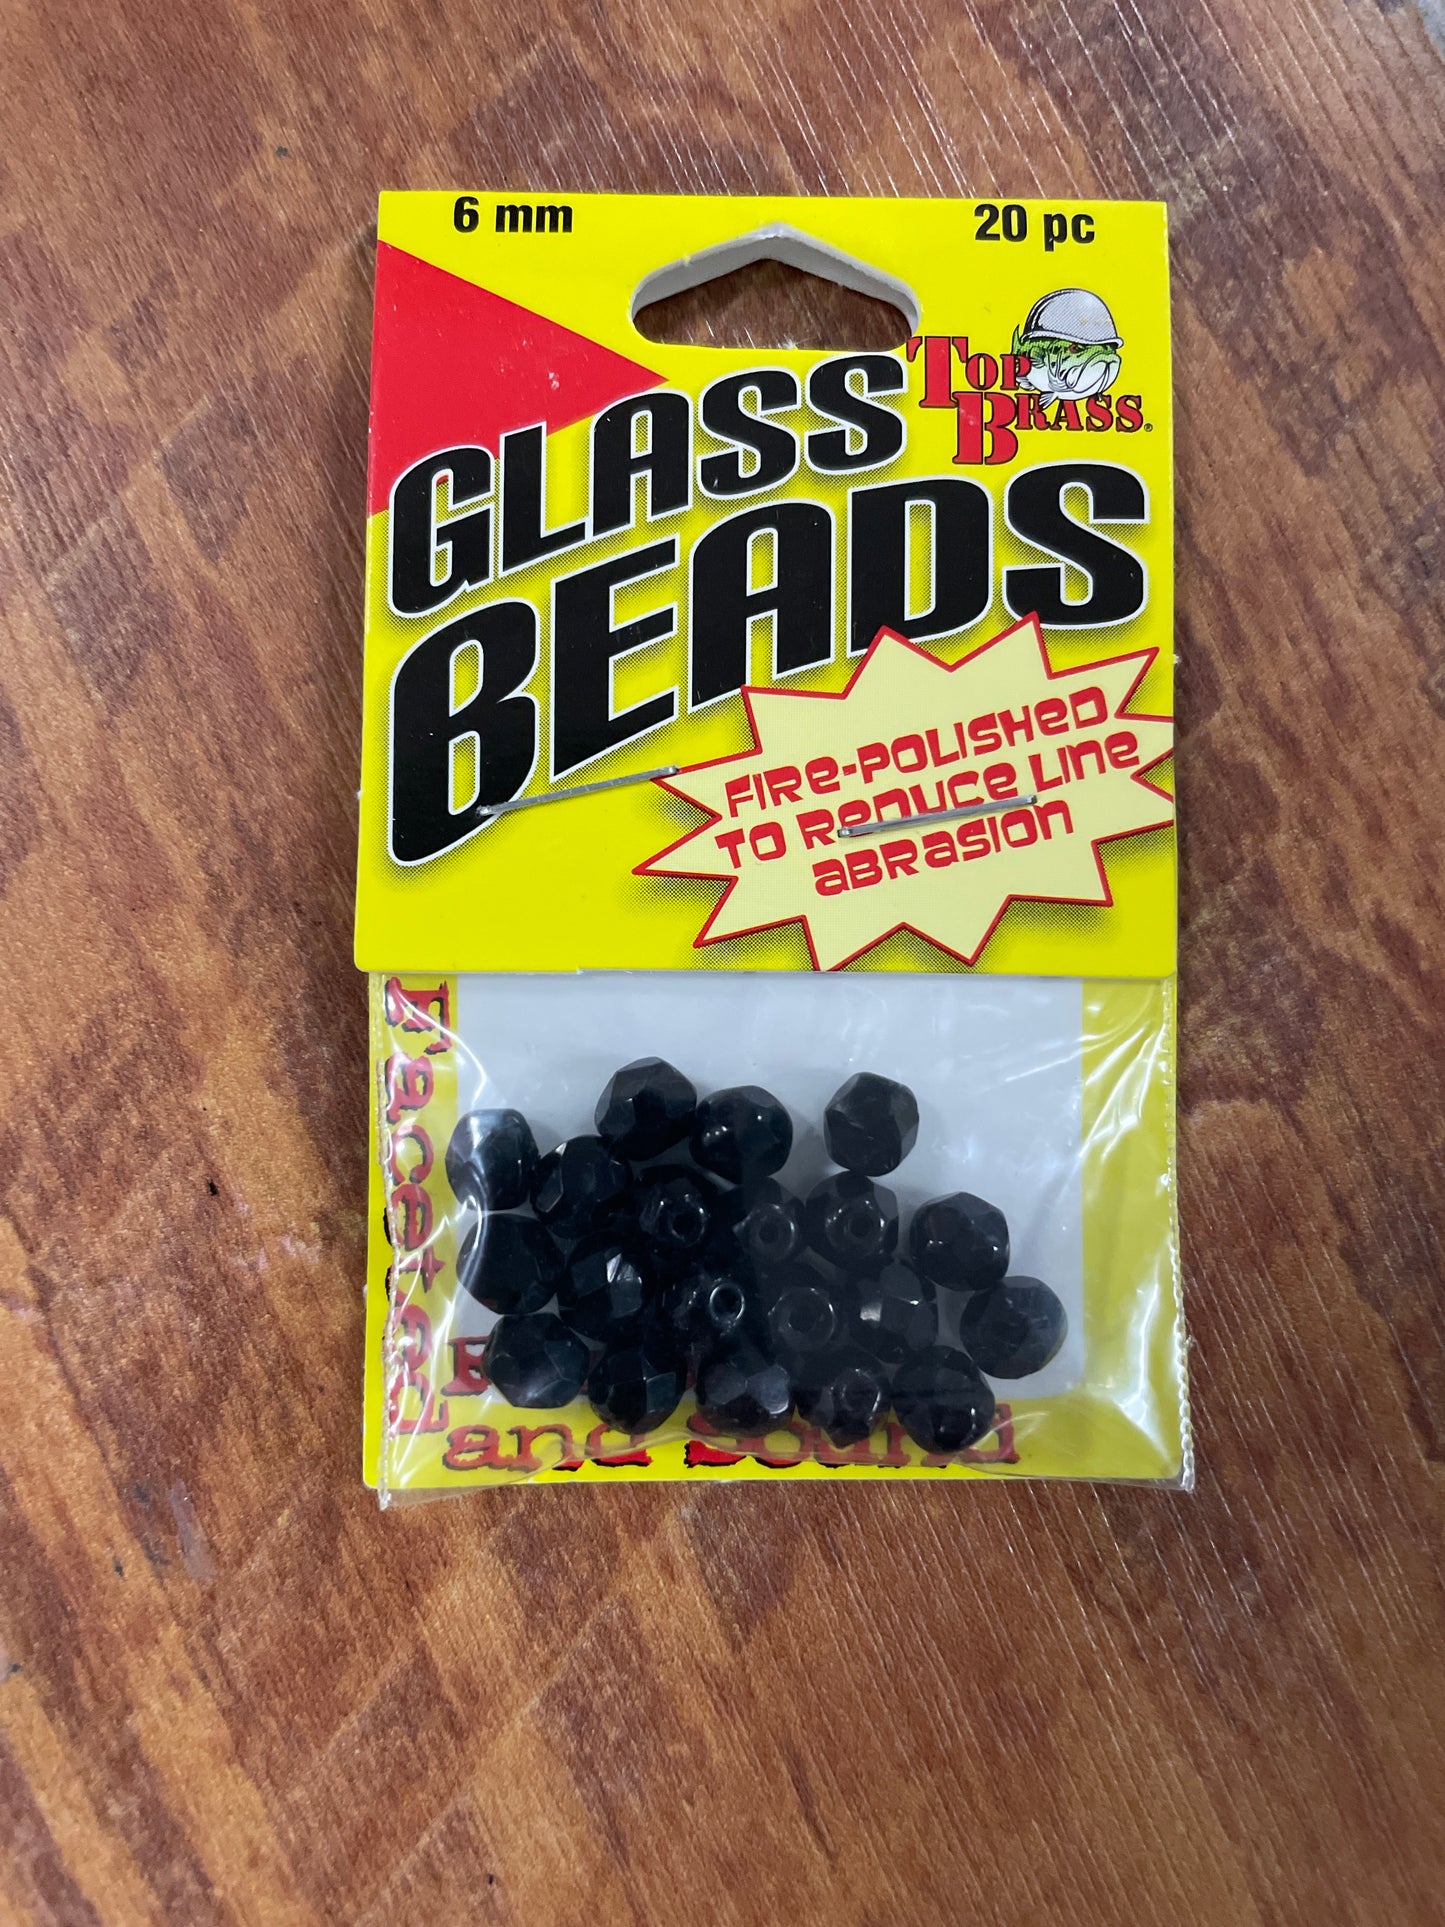 6 mm
20 pc
TOP
BRASS®
GLASS
BEADS
FIRE-POLISHED
TO REDUCE LINE
ABRASION
Faceted
and Sound